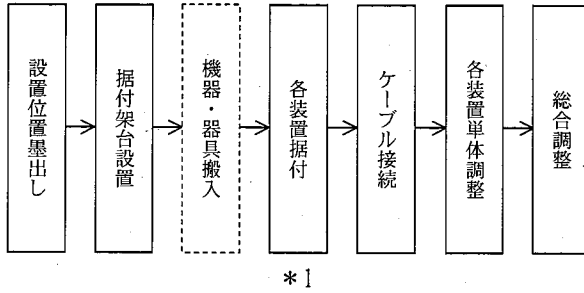 設置位置墨出し
据付架台設置
機器・器具搬入
各装置据付
ケーブル接続
各装置単体調整
総合調整
*1